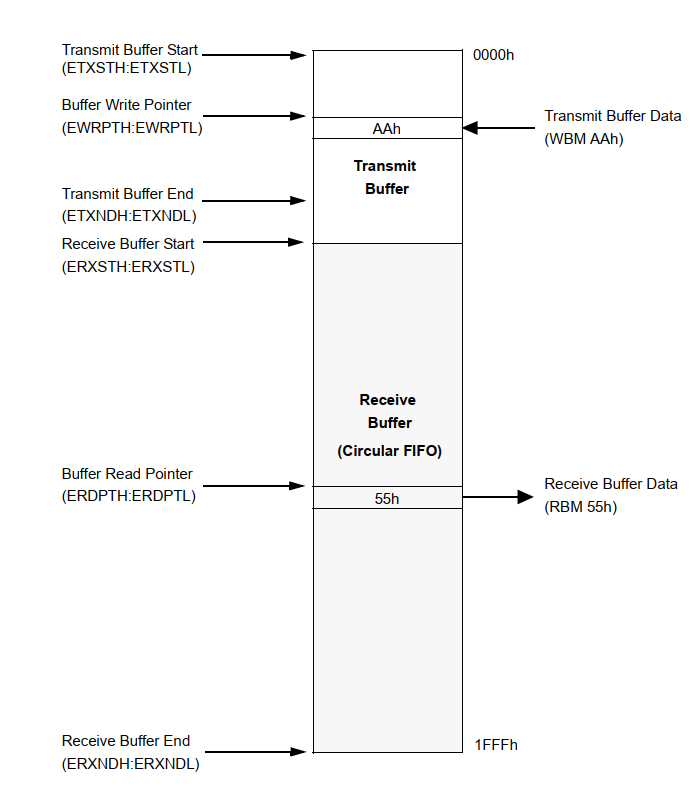 Transmit Buffer Start
(ETXSTH:ETXSTL)
0000h
Buffer Write Pointer
(EWRPTH:EWRPTL)
AAh
Transmit Buffer Data
(WBM AAh)
Transmit
Buffer
Transmit Buffer End
(ETXNDH:ETXNDL)
Receive Buffer Start
(ERXSTH:ERXSTL)
Receive
Buffer
(Circular FIFO)
Buffer Read Pointer
(ERDPTH:ERDPTL)
55h
Receive Buffer Data
(RBM 55h)
Receive Buffer End
(ERXNDH:ERXNDL)
1FFFh